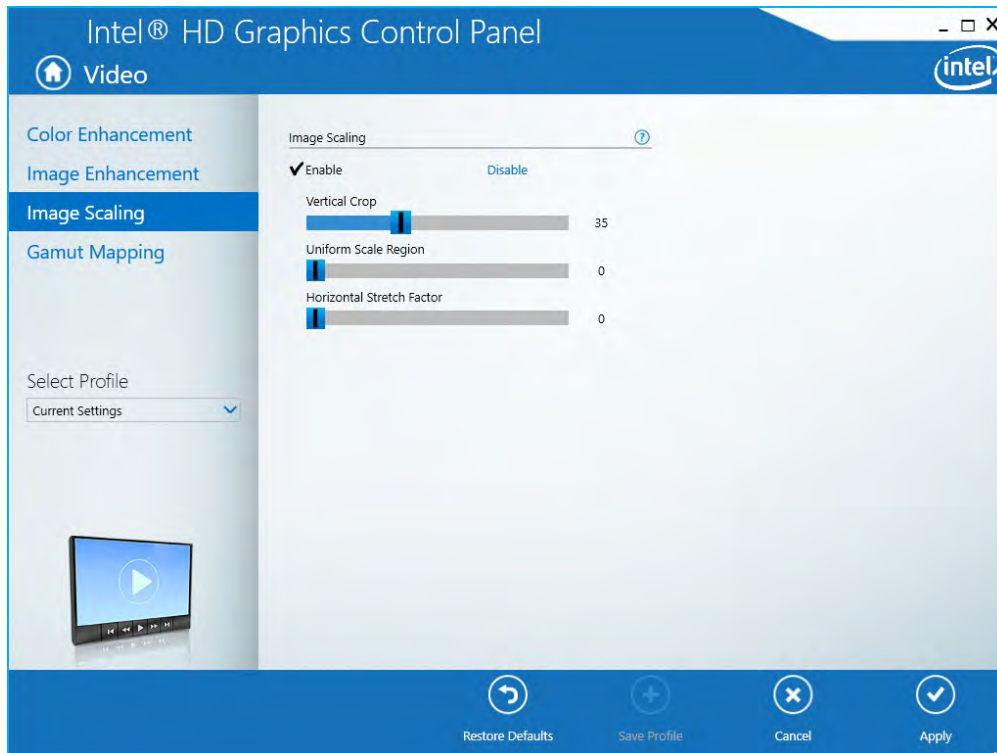 Intel® HD Graphics Control Panel
Video
intel
Color Enhancement
Image Enhancement
Image Scaling
Gamut Mapping
Select Profile
Current Settings
Image Scaling ?
✔Enable Disable
Vertical Crop
35
Uniform Scale Region
0
Horizontal Stretch Factor
0
Restore Defaults Save Profile Cancel Apply